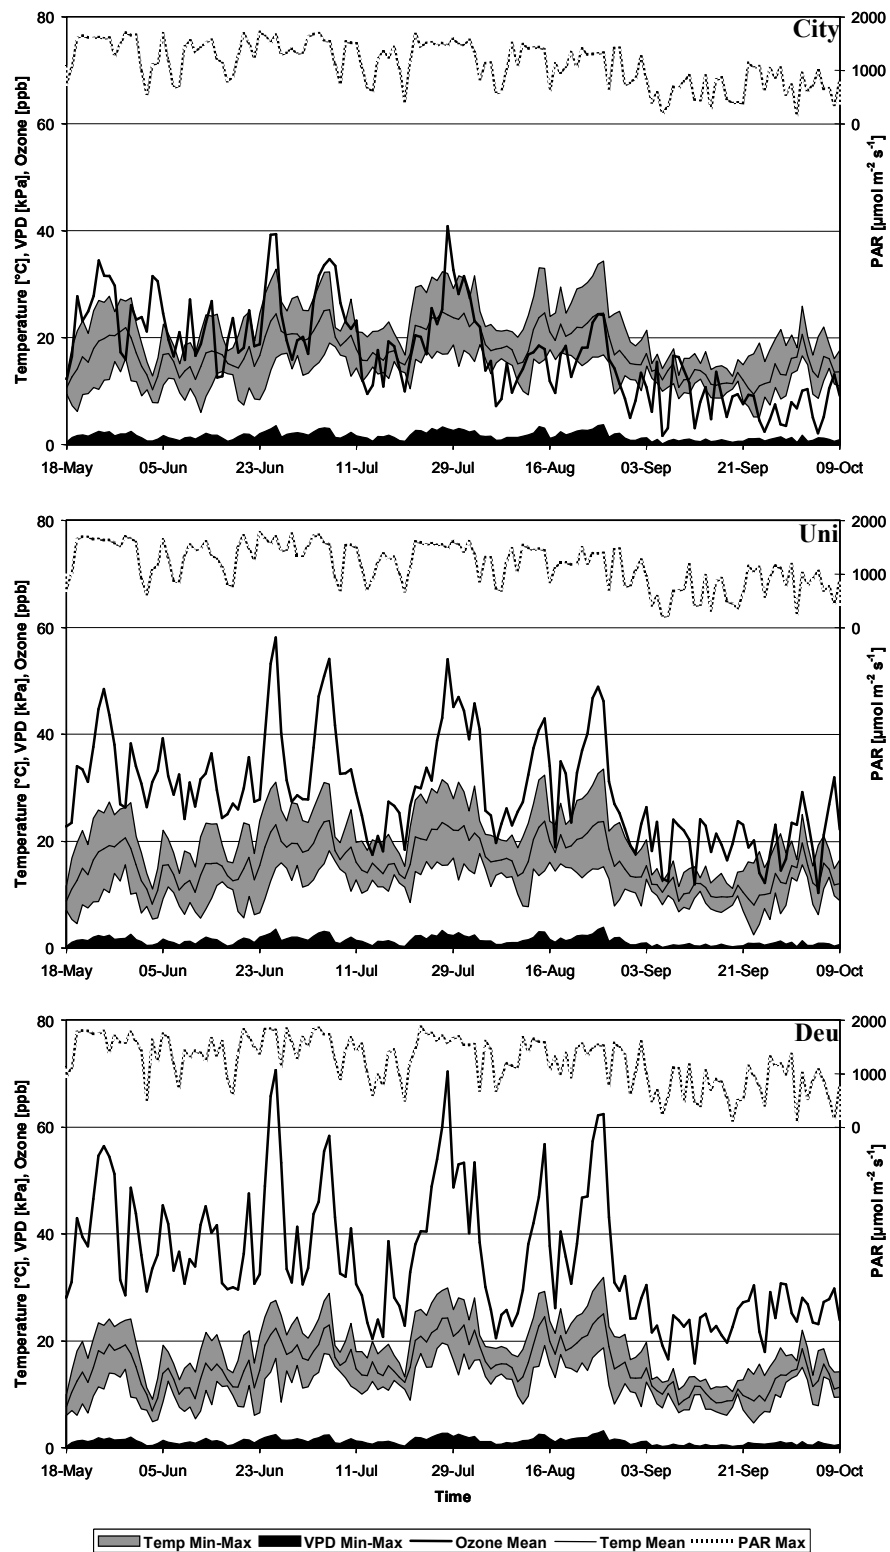 City
80
60
40
20
0
2000
1000
0
Temperature [°C], VPD [kPa], Ozone [ppb]
PAR [µmol m⁻² s⁻¹]
18-May 05-Jun 23-Jun 11-Jul 29-Jul 16-Aug 03-Sep 21-Sep 09-Oct
Uni
80
60
40
20
0
2000
1000
0
Temperature [°C], VPD [kPa], Ozone [ppb]
PAR [µmol m⁻² s⁻¹]
18-May 05-Jun 23-Jun 11-Jul 29-Jul 16-Aug 03-Sep 21-Sep 09-Oct
Deu
80
60
40
20
0
2000
1000
0
Temperature [°C], VPD [kPa], Ozone [ppb]
PAR [µmol m⁻² s⁻¹]
18-May 05-Jun 23-Jun 11-Jul 29-Jul 16-Aug 03-Sep 21-Sep 09-Oct
Time
Temp Min-Max VPD Min-Max Ozone Mean Temp Mean PAR Max